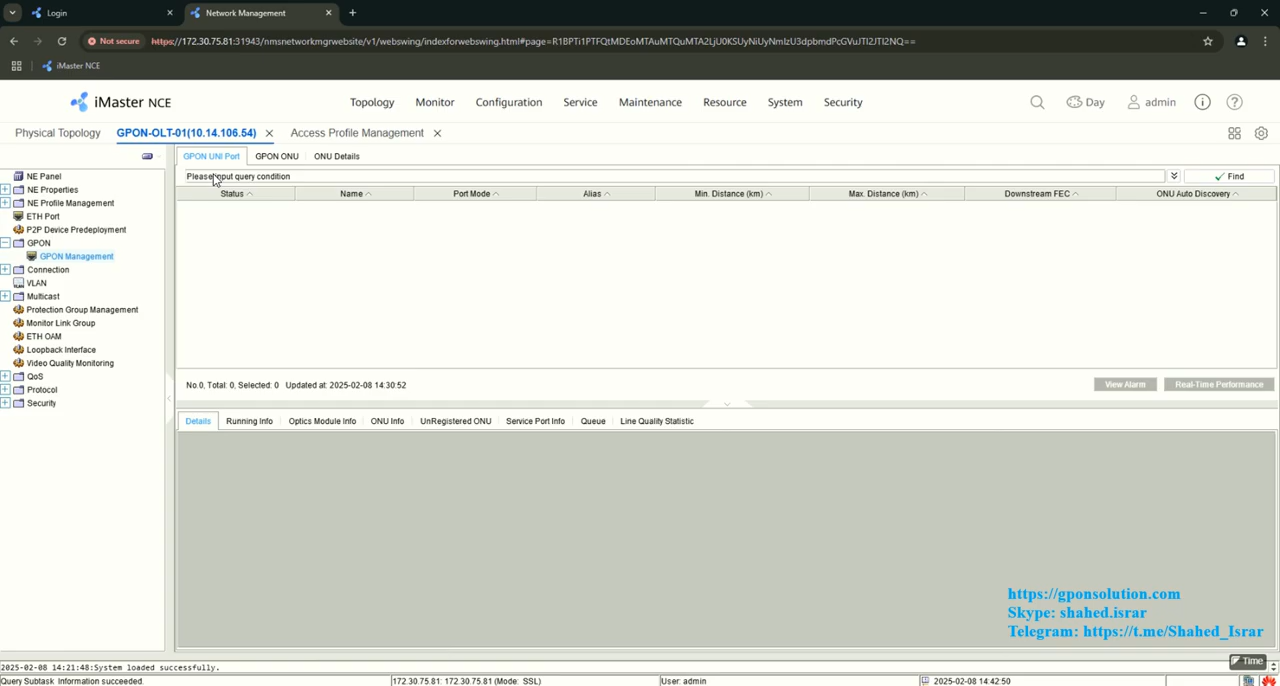 Login
Network Management
Not secure
https://172.30.75.81:31943/nmsnetworkmgrwebsite/v1/webswing/indexforwebswing.html#page=
iMaster NCE
iMaster NCE
Topology Monitor Configuration Service Maintenance Resource System Security
Day admin
Physical Topology GPON-OLT-01(10.14.106.54) Access Profile Management
GPON UNI Port GPON ONU ONU Details
Please input query condition
Find
Status Name Port Mode Alias Min. Distance (km) Max. Distance (km) Downstream FEC ONU Auto Discovery
NE Panel
NE Properties
NE Profile Management
ETH Port
P2P Device Predeployment
GPON
GPON Management
Connection
VLAN
Multicast
Protection Group Management
Monitor Link Group
ETH OAM
Loopback Interface
Video Quality Monitoring
QoS
Protocol
Security
No.0, Total: 0, Selected: 0 Updated at: 2025-02-08 14:30:52
View Alarm Real-Time Performance
Details Running Info Optics Module Info ONU Info UnRegistered ONU Service Port Info Queue Line Quality Statistic
https://gponsolution.com
Skype: shahed.israr
Telegram: https://t.me/Shahed_Israr
Time
2025-02-08 14:21:48:System loaded successfully.
Query Subtask Information succeeded. 172.30.75.81: 172.30.75.81 (Mode: SSL) User: admin 2025-02-08 14:42:50